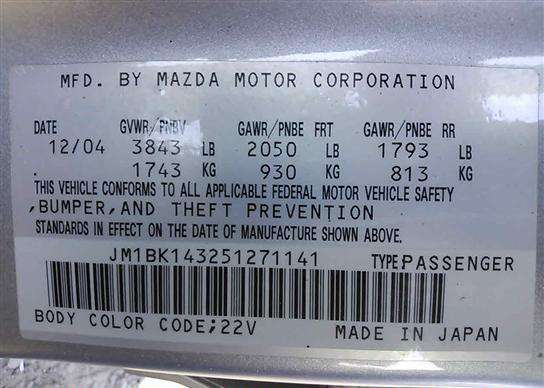 MFD. BY MAZDA MOTOR CORPORATION
DATE GVWR/PNBV GAWR/PNBE FRT GAWR/PNBE RR
12/04 3843 LB 2050 LB 1793 LB
1743 KG 930 KG 813 KG
THIS VEHICLE CONFORMS TO ALL APPLICABLE FEDERAL MOTOR VEHICLE SAFETY
,BUMPER,AND THEFT PREVENTION
STANDARDS IN EFFECT ON THE DATE OF MANUFACTURE SHOWN ABOVE.
JM1BK143251271141 TYPE:PASSENGER
BODY COLOR CODE;22V MADE IN JAPAN